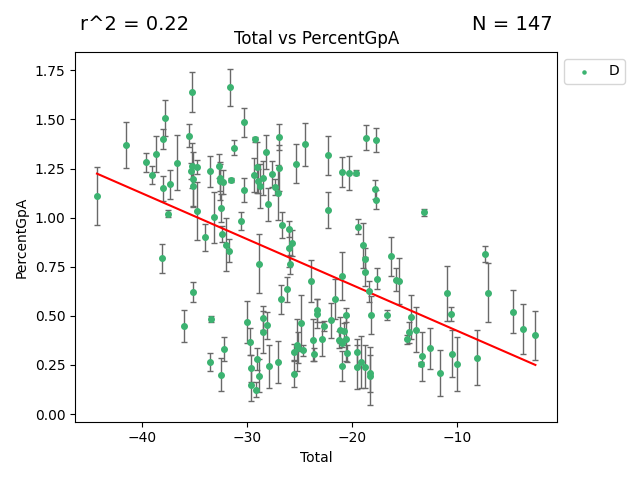 r^2 = 0.22
N = 147
Total vs PercentGpA
D
1.75
1.50
1.25
1.00
0.75
0.50
0.25
0.00
PercentGpA
−40
−30
−20
−10
Total